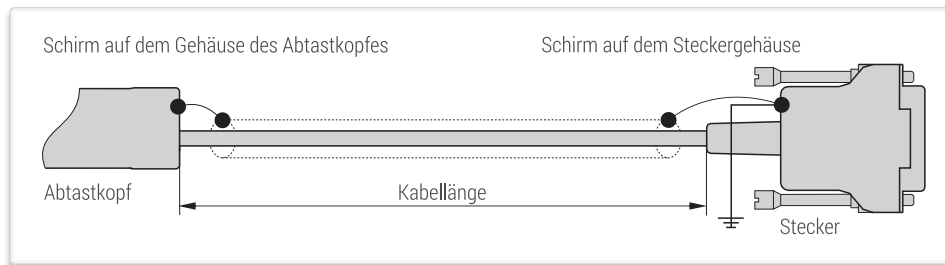 Schirm auf dem Gehäuse des Abtastkopfes
Schirm auf dem Steckergehäuse
Abtastkopf
Kabellänge
Stecker